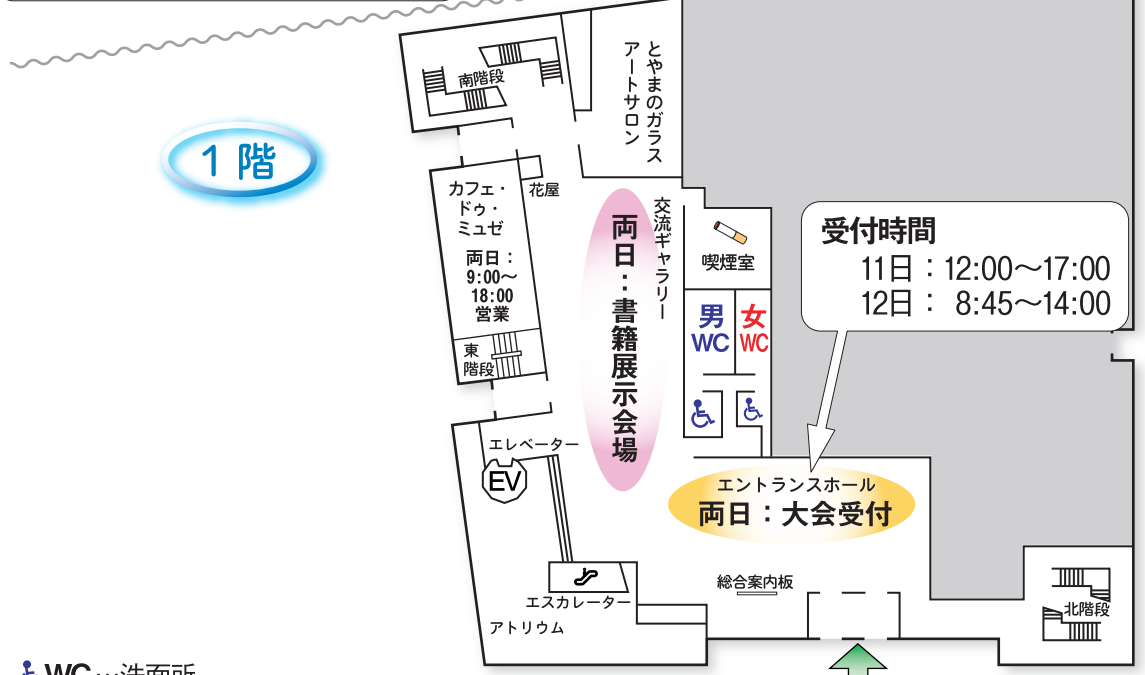 1階
南階段
とやまのガラス
アートサロン
カフェ・
ドゥ・
ミュゼ
両日：
9:00〜
18:00
営業
花屋
東
階段
両日：書籍展示会場
交流ギャラリー
喫煙室
男
WC
女
WC
受付時間
11日：12:00〜17:00
12日： 8:45〜14:00
エレベーター
EV
エントランスホール
両日：大会受付
総合案内板
エスカレーター
アトリウム
北階段
WC…洗面所